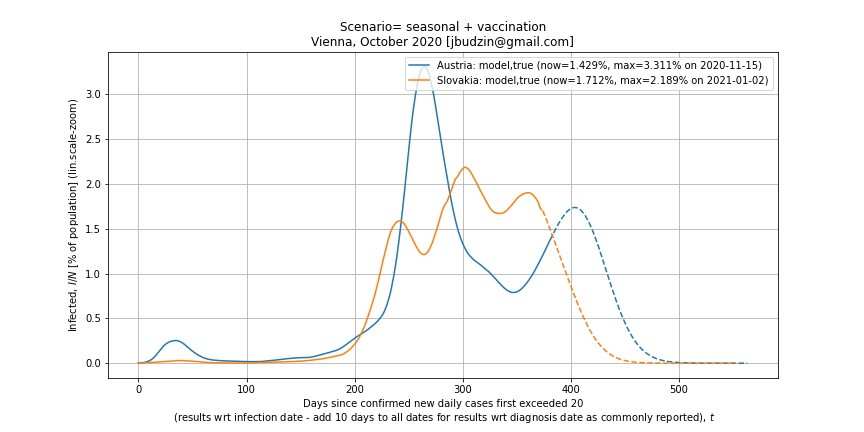 Scenario= seasonal + vaccination
Vienna, October 2020 [jbudzin@gmail.com]
Austria: model,true (now=1.429%, max=3.311% on 2020-11-15)
Slovakia: model,true (now=1.712%, max=2.189% on 2021-01-02)
Infected, I/N [% of population] (lin.scale-zoom)
3.0
2.5
2.0
1.5
1.0
0.5
0.0
0 100 200 300 400 500
Days since confirmed new daily cases first exceeded 20
(results wrt infection date - add 10 days to all dates for results wrt diagnosis date as commonly reported), t